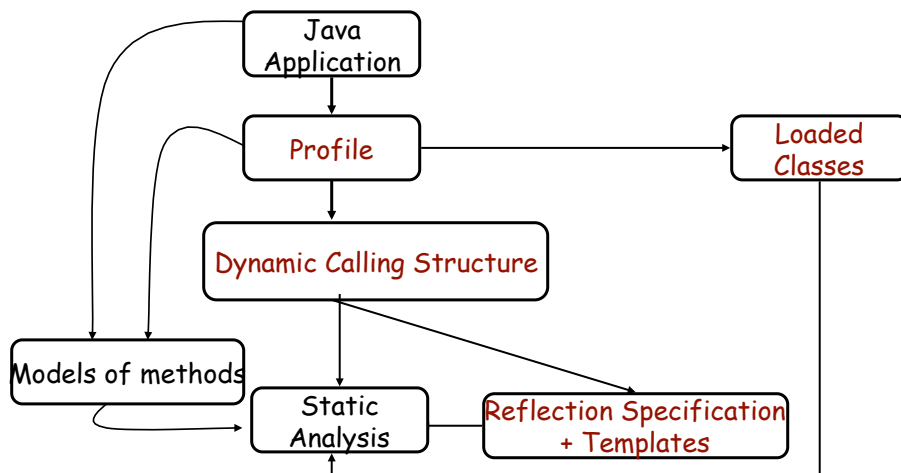 Java
Application
Profile
Loaded
Classes
Dynamic Calling Structure
Models of methods
Static
Analysis
Reflection Specification
+ Templates